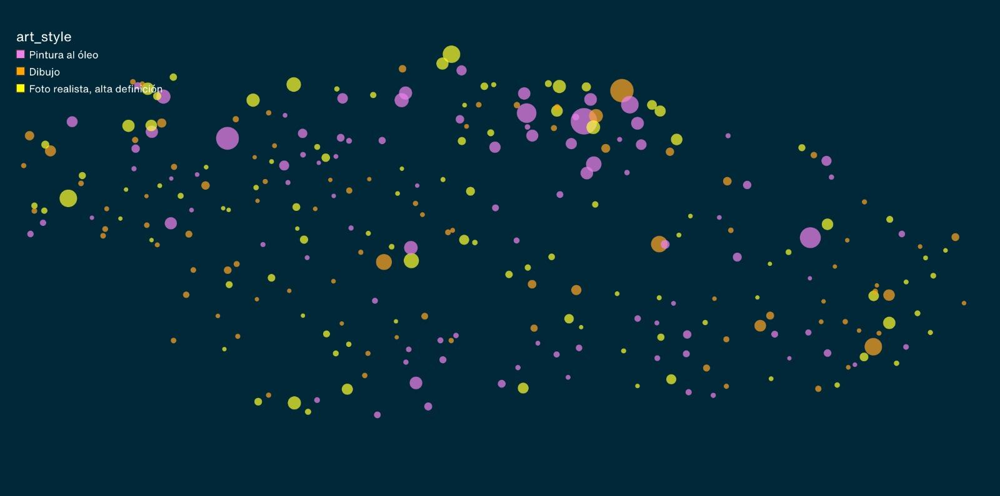 art_style
Pintura al óleo
Dibujo
Foto realista, alta definición